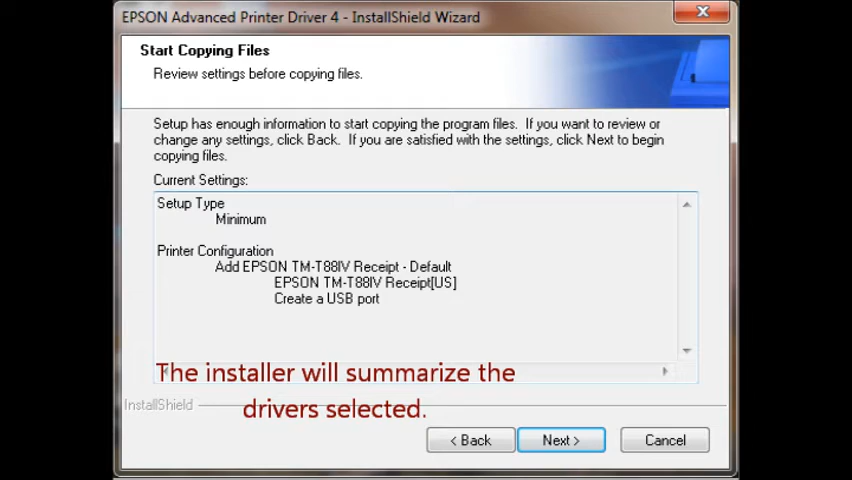 EPSON Advanced Printer Driver 4 - InstallShield Wizard
Start Copying Files
Review settings before copying files.
Setup has enough information to start copying the program files. If you want to review or
change any settings, click Back. If you are satisfied with the settings, click Next to begin
copying files.
Current Settings:
Setup Type
Minimum
Printer Configuration
Add EPSON TM-T88IV Receipt - Default
EPSON TM-T88IV Receipt[US]
Create a USB port
The installer will summarize the
drivers selected.
InstallShield
< Back
Next >
Cancel